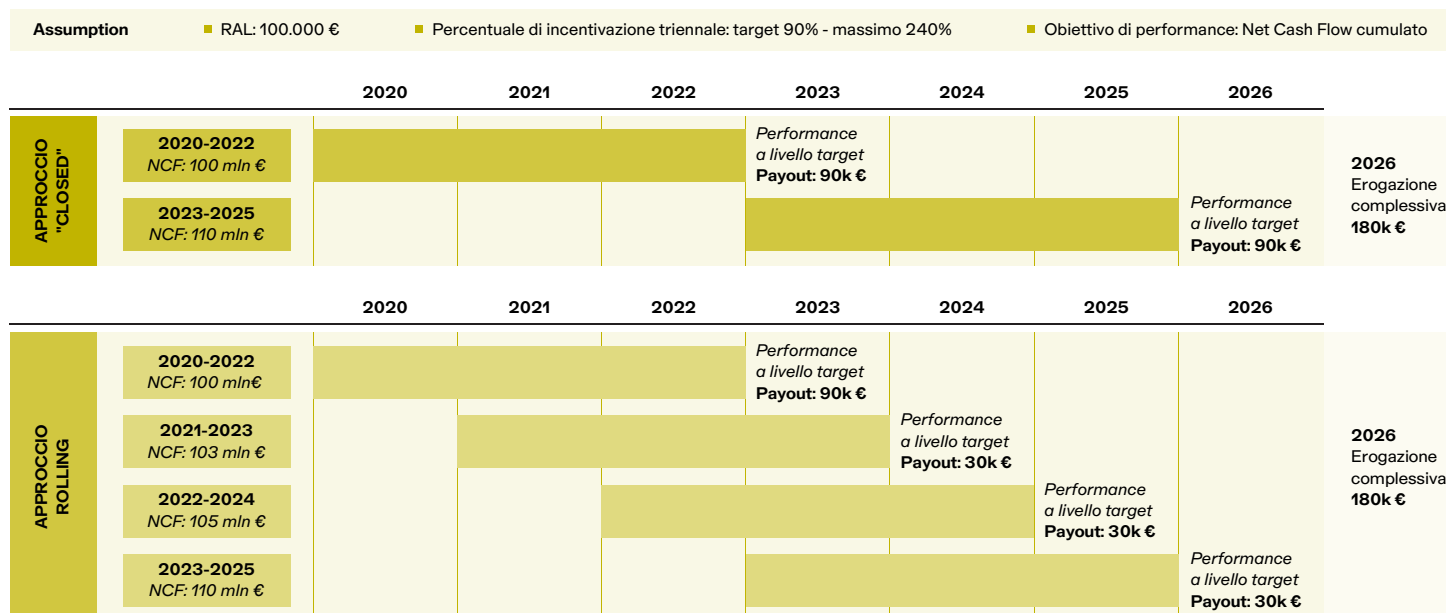 Assumption RAL: 100.000 € Percentuale di incentivazione triennale: target 90% - massimo 240% Obiettivo di performance: Net Cash Flow cumulato
2020 2021 2022 2023 2024 2025 2026
APPROCCIO
"CLOSED"
2020-2022
NCF: 100 mln €
Performance
a livello target
Payout: 90k €
2023-2025
NCF: 110 mln €
Performance
a livello target
Payout: 90k €
2026
Erogazione
complessiva
180k €
2020 2021 2022 2023 2024 2025 2026
APPROCCIO
ROLLING
2020-2022
NCF: 100 mln€
Performance
a livello target
Payout: 90k €
2021-2023
NCF: 103 mln €
Performance
a livello target
Payout: 30k €
2022-2024
NCF: 105 mln €
Performance
a livello target
Payout: 30k €
2023-2025
NCF: 110 mln €
Performance
a livello target
Payout: 30k €
2026
Erogazione
complessiva
180k €